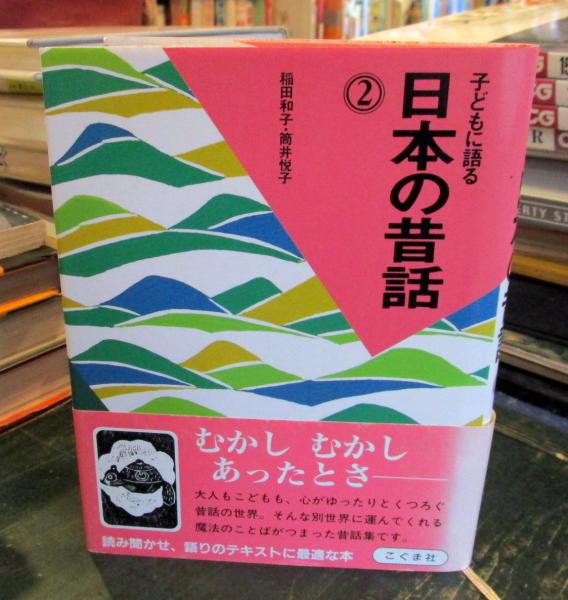 子どもに語る
日本の昔話
②
稲田和子・筒井悦子
むかし むかし
あったとさ――
大人もこどもも、心がゆったりとくつろぐ
昔話の世界。そんな別世界に運んでくれる
魔法のことばがつまった昔話集です。
読み聞かせ、語りのテキストに最適な本
こぐま社